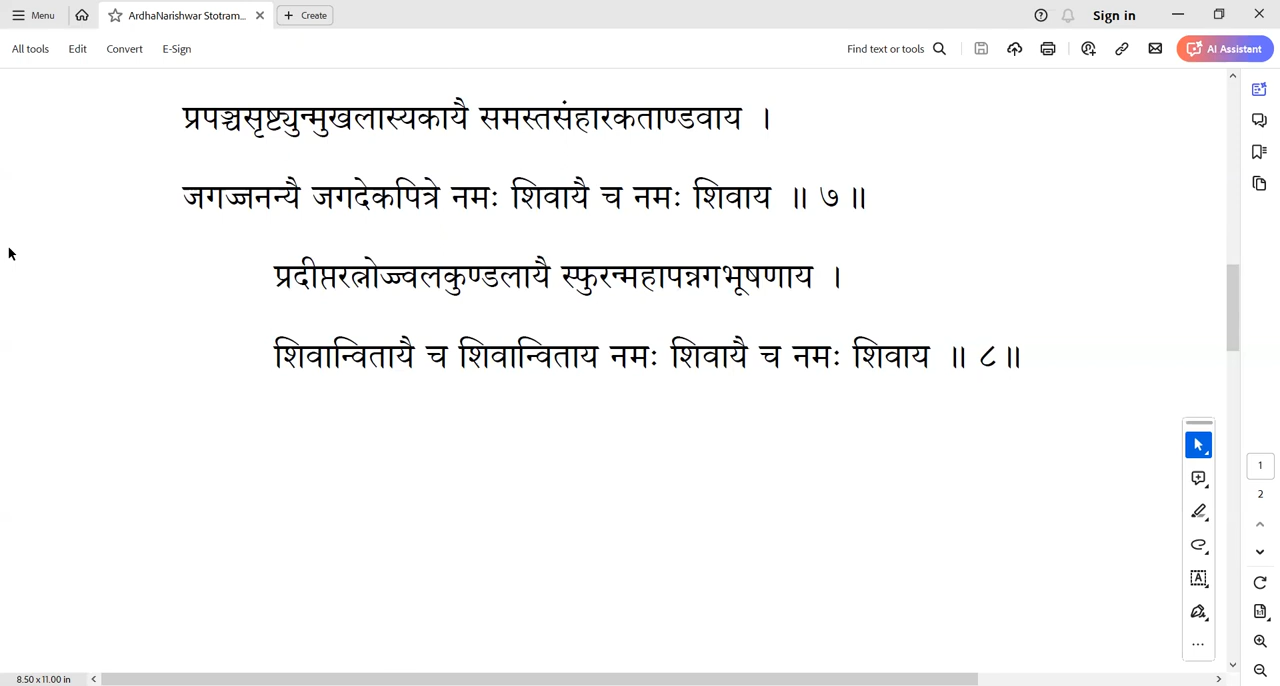 Menu
ArdhaNarishwar Stotram...
Create
Sign in
All tools
Edit
Convert
E-Sign
Find text or tools
AI Assistant
प्रपञ्चसृष्ट्युन्मुखलास्यकायै समस्तसंहारकताण्डवाय ।
जगज्जनन्यै जगदेकपित्रे नमः शिवायै च नमः शिवाय ॥ ७ ॥
प्रदीप्तरत्नोज्ज्वलकुण्डलायै स्फुरन्महापन्नगभूषणाय ।
शिवान्वितायै च शिवान्विताय नमः शिवायै च नमः शिवाय ॥ ८ ॥
1
2
8.50 x 11.00 in